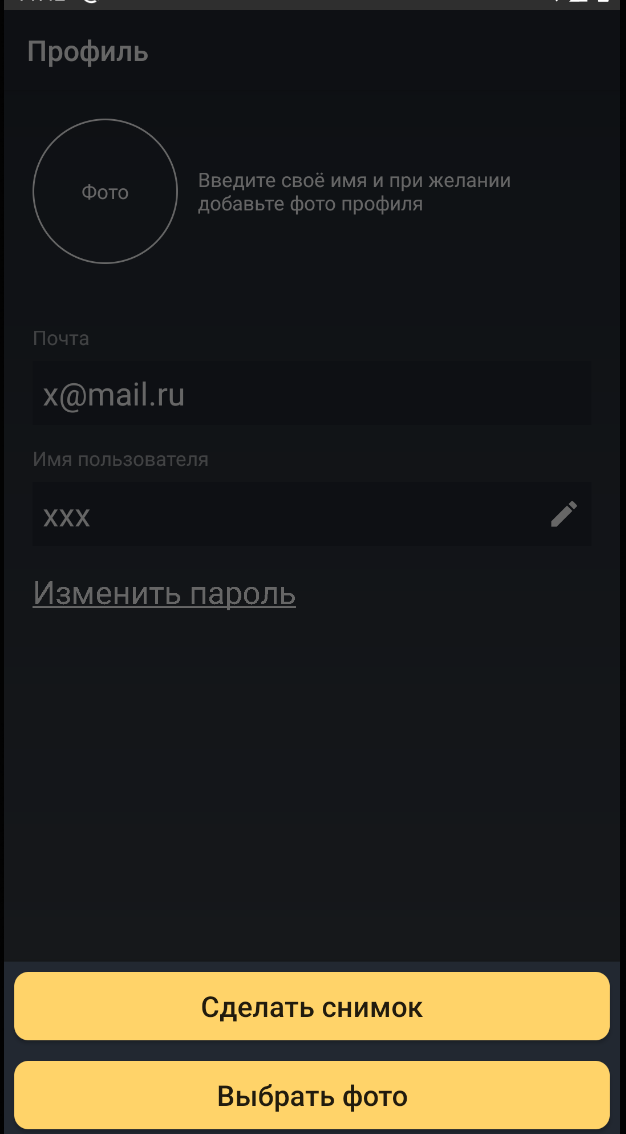 Профиль
Фото
Введите своё имя и при желании
добавьте фото профиля
Почта
x@mail.ru
Имя пользователя
xxx
Изменить пароль
Сделать снимок
Выбрать фото